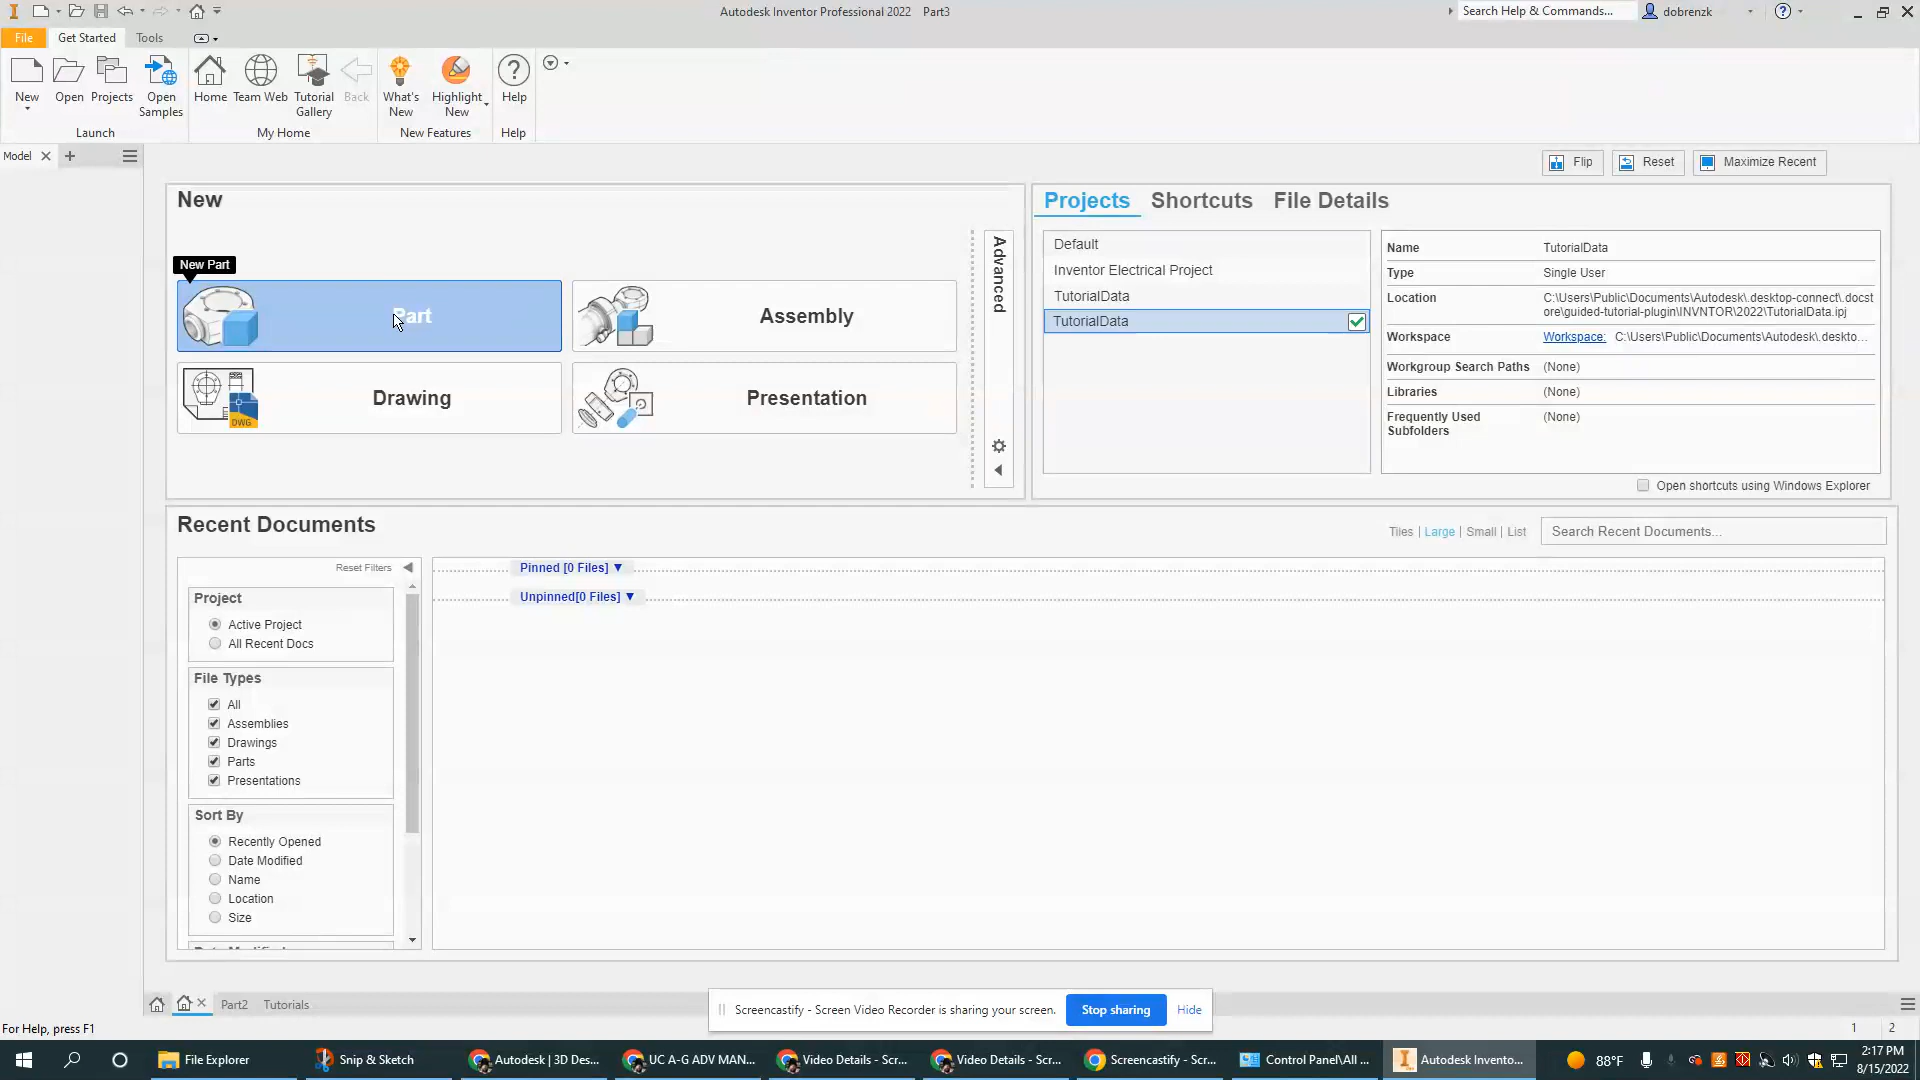 Autodesk Inventor Professional 2022 Part3
Search Help & Commands...
dobrenzk
File
Get Started
Tools
New
Open
Projects
Open Samples
Home
Team Web
Tutorial Gallery
Back
What's New
Highlight New
Help
Launch
My Home
New Features
Help
Model
Flip
Reset
Maximize Recent
New
New Part
Part
Assembly
Drawing
DWG
Presentation
Advanced
Projects
Shortcuts
File Details
Default
Inventor Electrical Project
TutorialData
TutorialData
Name TutorialData
Type Single User
Location C:\Users\Public\Documents\Autodesk\.desktop-connect\.docst
ore\guided-tutorial-plugin\INVNTOR\2022\TutorialData.ipj
Workspace Workspace: C:\Users\Public\Documents\Autodesk\.deskto...
Workgroup Search Paths (None)
Libraries (None)
Frequently Used (None)
Subfolders
Open shortcuts using Windows Explorer
Recent Documents
Tiles | Large | Small | List
Search Recent Documents...
Reset Filters
Project
Active Project
All Recent Docs
File Types
All
Assemblies
Drawings
Parts
Presentations
Sort By
Recently Opened
Date Modified
Name
Location
Size
Pinned [0 Files]
Unpinned[0 Files]
Part2
Tutorials
Screencastify - Screen Video Recorder is sharing your screen.
Stop sharing
Hide
For Help, press F1
1 2
File Explorer
Snip & Sketch
Autodesk | 3D Des...
UC A-G ADV MAN...
Video Details - Scr...
Video Details - Scr...
Screencastify - Scr...
Control Panel\All ...
Autodesk Invento...
88°F
2:17 PM
8/15/2022